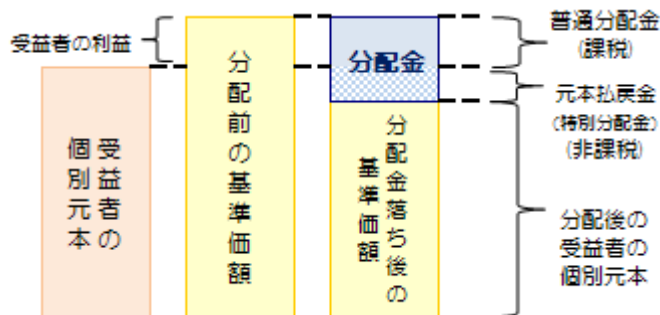 受益者の利益
受益者の
個別元本
分配前の基準価額
分配金
分配金落ち後の
基準価額
普通分配金
(課税)
元本払戻金
(特別分配金)
(非課税)
分配後の
受益者の
個別元本